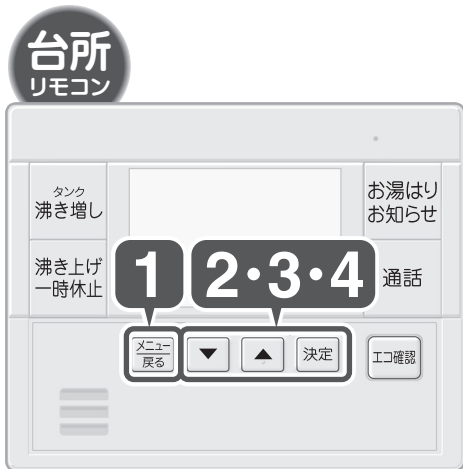 台所
リモコン
タンク
沸き増し
お湯はり
お知らせ
沸き上げ
一時休止
1
2・3・4
通話
メニュー
戻る
▼
▲
決定
エコ確認